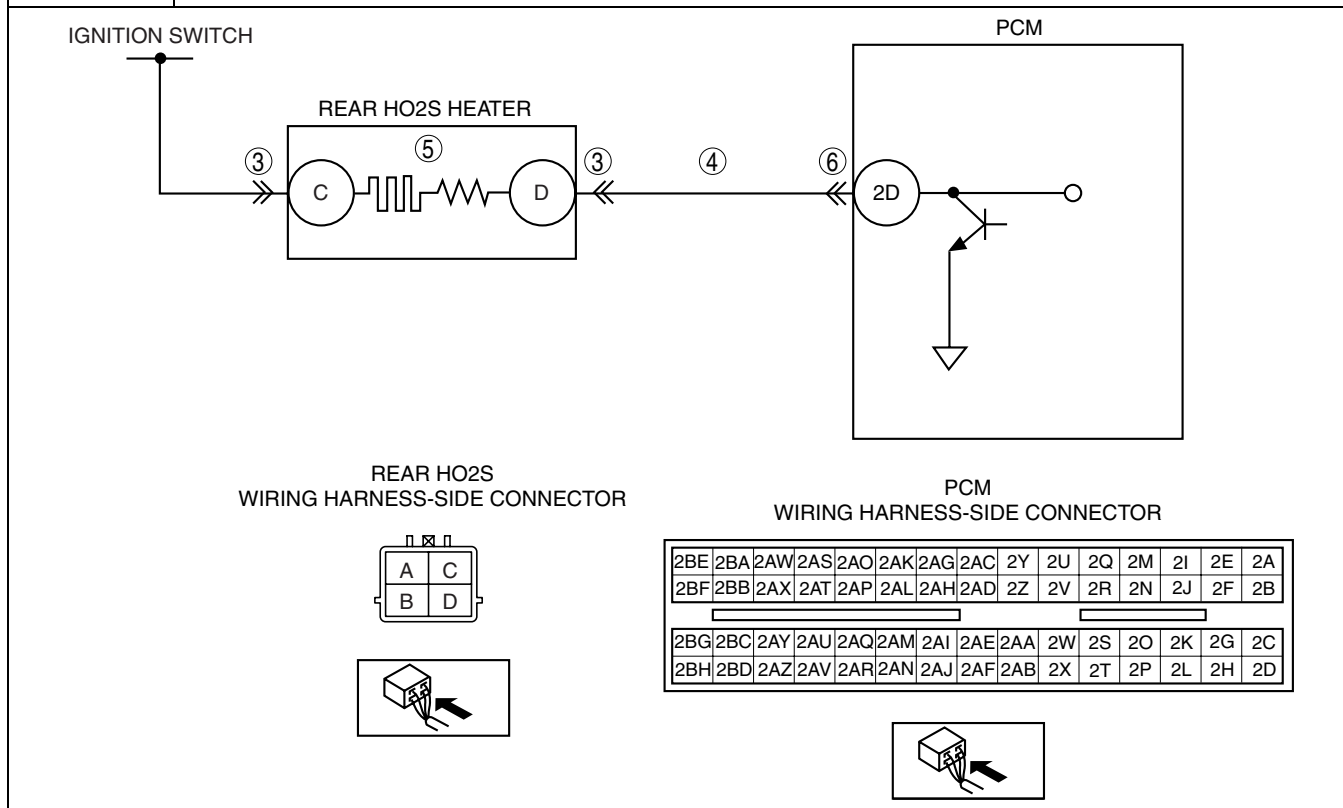 IGNITION SWITCH
PCM
REAR HO2S HEATER
③ ⑤ ③ ④ ⑥
C D 2D
REAR HO2S
WIRING HARNESS-SIDE CONNECTOR
A C
B D
PCM
WIRING HARNESS-SIDE CONNECTOR
2BE 2BA 2AW 2AS 2AO 2AK 2AG 2AC 2Y 2U 2Q 2M 2I 2E 2A
2BF 2BB 2AX 2AT 2AP 2AL 2AH 2AD 2Z 2V 2R 2N 2J 2F 2B
2BG 2BC 2AY 2AU 2AQ 2AM 2AI 2AE 2AA 2W 2S 2O 2K 2G 2C
2BH 2BD 2AZ 2AV 2AR 2AN 2AJ 2AF 2AB 2X 2T 2P 2L 2H 2D